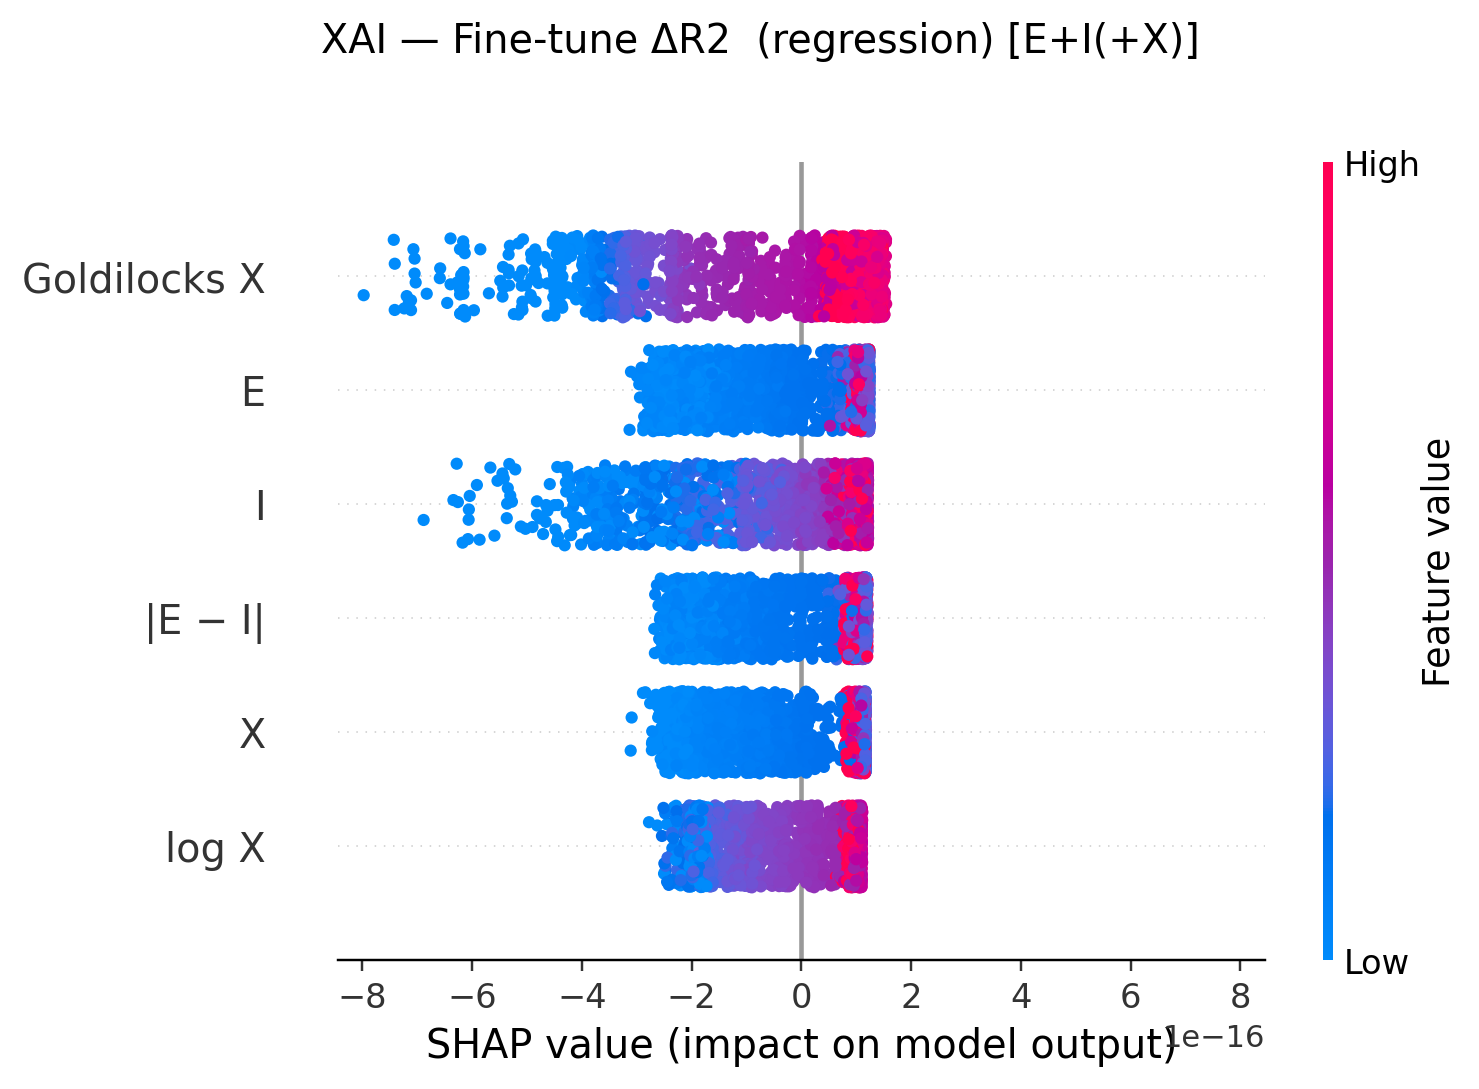 XAI — Fine-tune ΔR2  (regression) [E+I(+X)]
High
Goldilocks X
E
I
|E − I|
X
log X
Feature value
Low
−8 −6 −4 −2 0 2 4 6 8
1e−16
SHAP value (impact on model output)